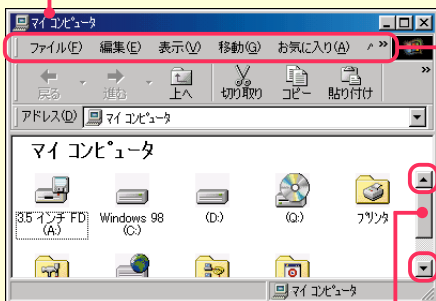 マイ コンピュータ
ファイル(F) 編集(E) 表示(V) 移動(G) お気に入り(A) ヘ »
戻る 進む 上へ 切り取り コピー 貼り付け »
アドレス(D) マイ コンピュータ
マイ コンピュータ
3.5 インチ FD (A:) Windows 98 (C:) (D:) (Q:) プリンタ
マイ コンピュータ